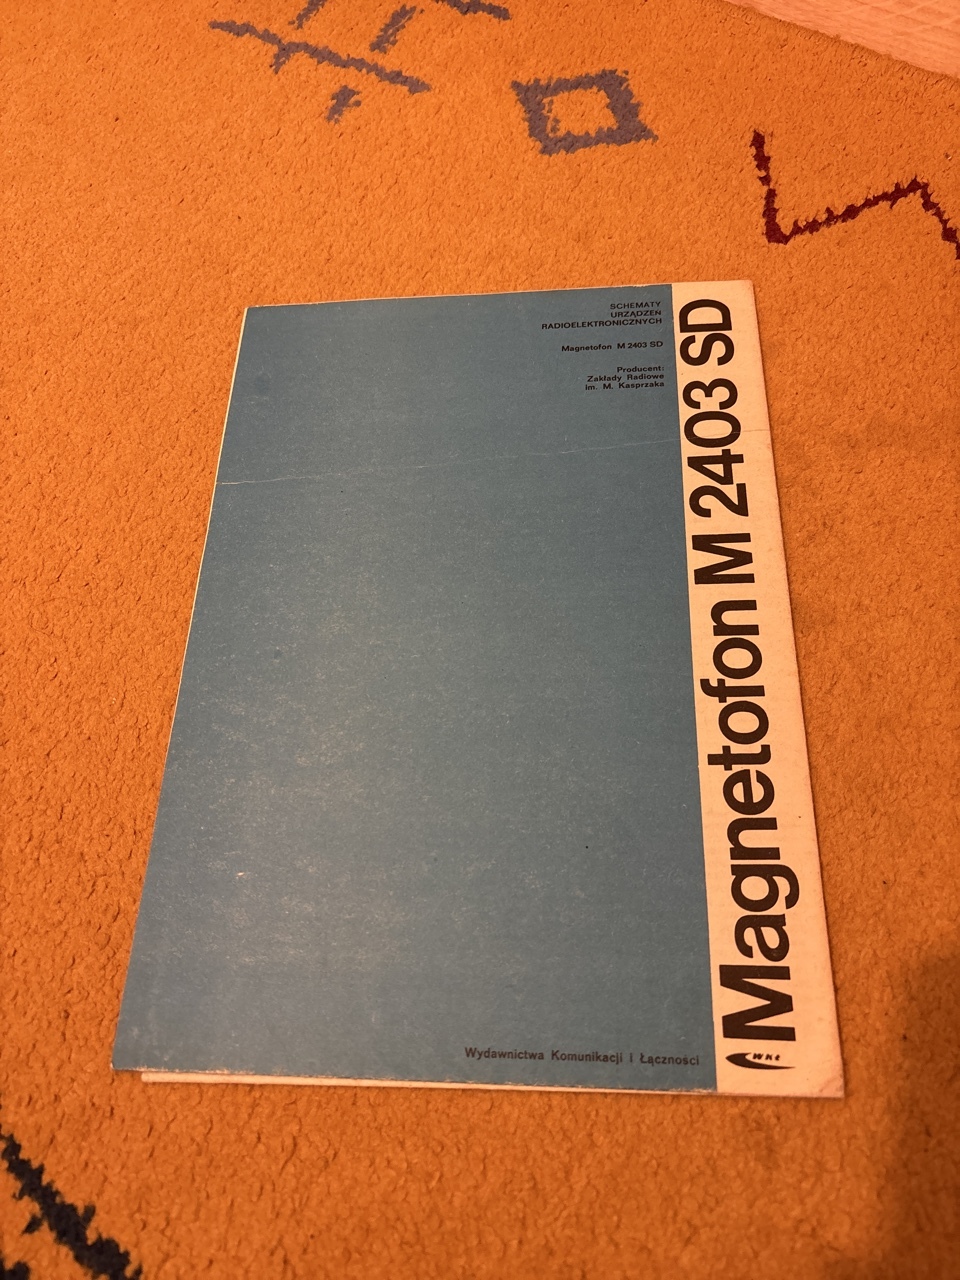 SCHEMATY
URZĄDZEŃ
RADIOELEKTRONICZNYCH
Magnetofon M 2403 SD
Producent:
Zakłady Radiowe
im. M. Kasprzaka
Magnetofon M 2403 SD
Wydawnictwa Komunikacji i Łączności
wkł